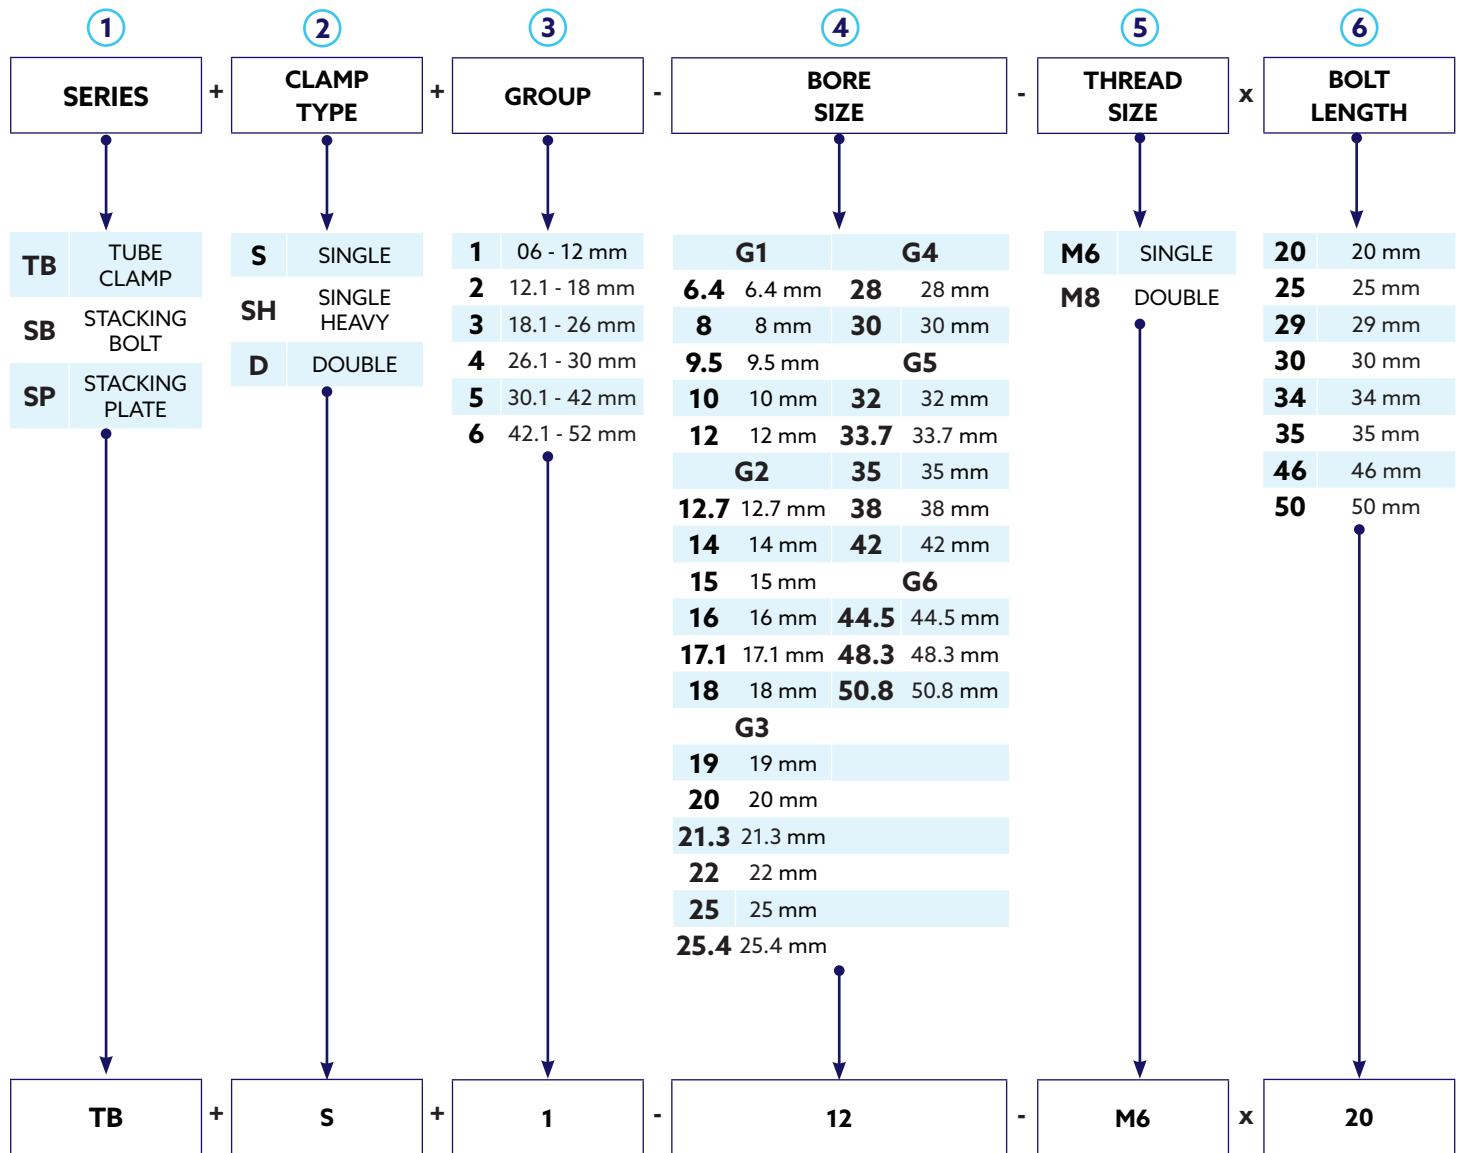 1 2 3 4 5 6
SERIES + CLAMP TYPE + GROUP - BORE SIZE - THREAD SIZE x BOLT LENGTH
TB TUBE CLAMP
SB STACKING BOLT
SP STACKING PLATE
S SINGLE
SH SINGLE HEAVY
D DOUBLE
1 06 - 12 mm
2 12.1 - 18 mm
3 18.1 - 26 mm
4 26.1 - 30 mm
5 30.1 - 42 mm
6 42.1 - 52 mm
G1
6.4 6.4 mm
8 8 mm
9.5 9.5 mm
10 10 mm
12 12 mm
G2
12.7 12.7 mm
14 14 mm
15 15 mm
16 16 mm
17.1 17.1 mm
18 18 mm
G3
19 19 mm
20 20 mm
21.3 21.3 mm
22 22 mm
25 25 mm
25.4 25.4 mm
G4
28 28 mm
30 30 mm
G5
32 32 mm
33.7 33.7 mm
35 35 mm
38 38 mm
42 42 mm
G6
44.5 44.5 mm
48.3 48.3 mm
50.8 50.8 mm
M6 SINGLE
M8 DOUBLE
20 20 mm
25 25 mm
29 29 mm
30 30 mm
34 34 mm
35 35 mm
46 46 mm
50 50 mm
TB + S + 1 - 12 - M6 x 20